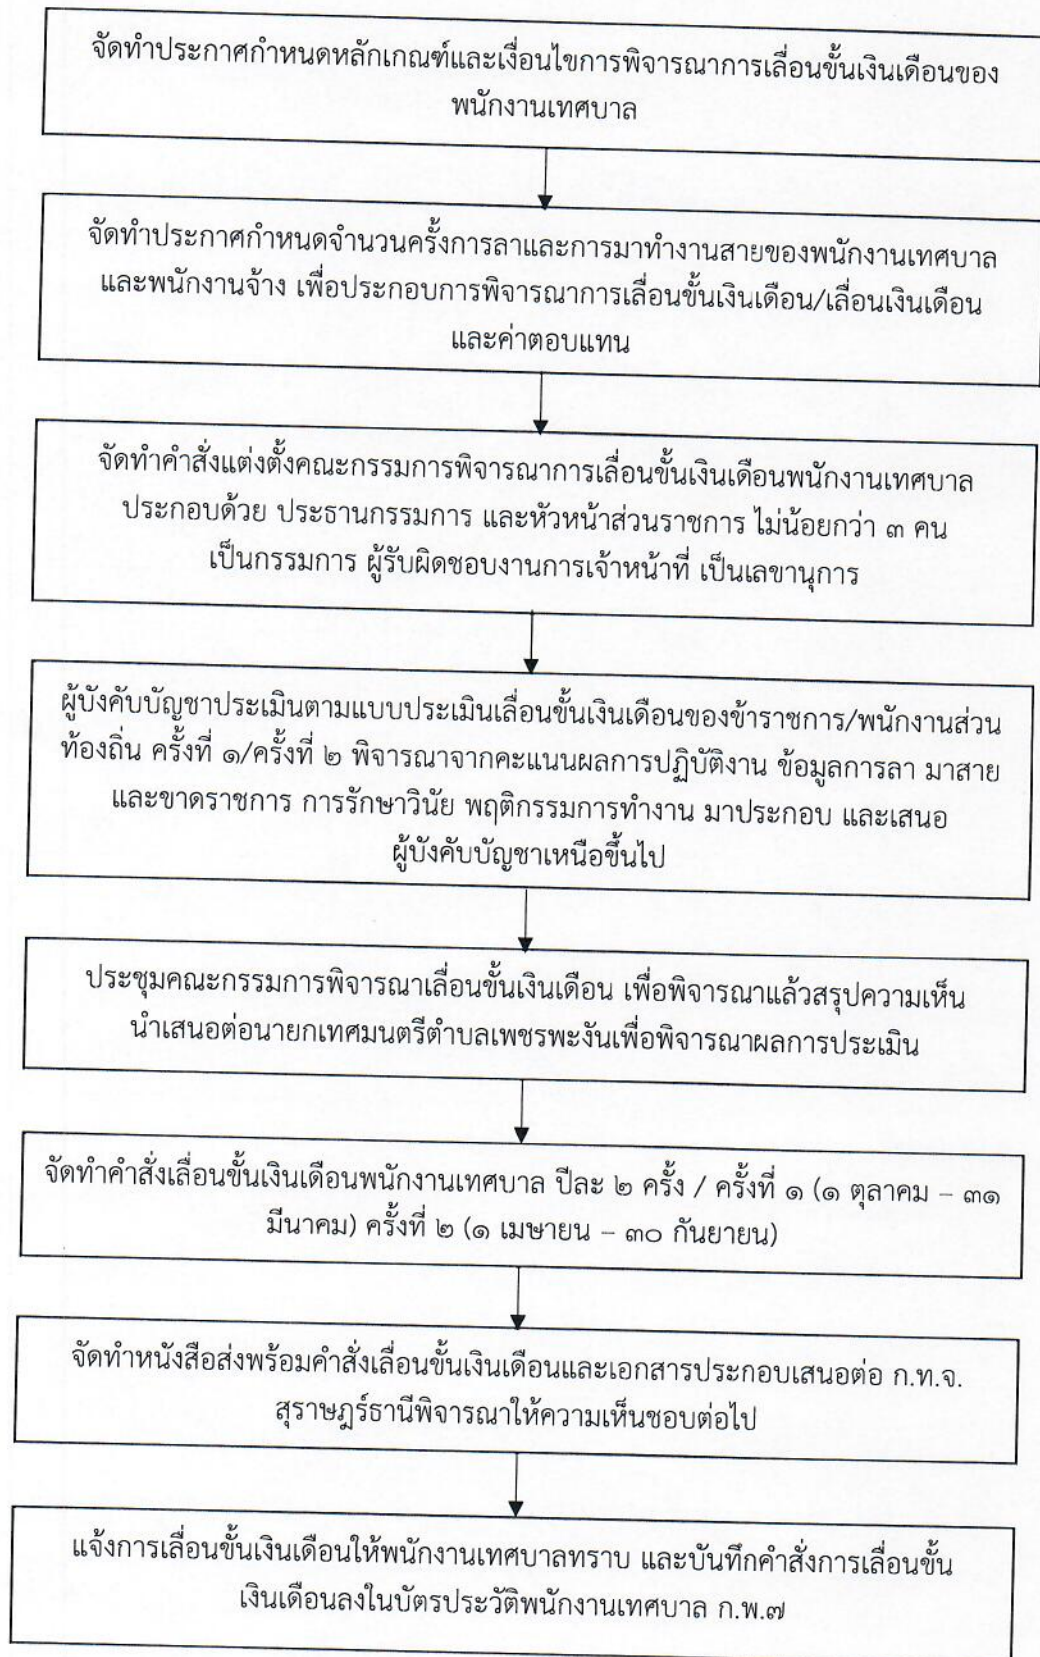 จัดทำประกาศกำหนดหลักเกณฑ์และเงื่อนไขการพิจารณาการเลื่อนขั้นเงินเดือนของ
พนักงานเทศบาล
จัดทำประกาศกำหนดจำนวนครั้งการลาและการมาทำงานสายของพนักงานเทศบาล
และพนักงานจ้าง เพื่อประกอบการพิจารณาการเลื่อนขั้นเงินเดือน/เลื่อนเงินเดือน
และค่าตอบแทน
จัดทำคำสั่งแต่งตั้งคณะกรรมการพิจารณาการเลื่อนขั้นเงินเดือนพนักงานเทศบาล
ประกอบด้วย ประธานกรรมการ และหัวหน้าส่วนราชการ ไม่น้อยกว่า ๓ คน
เป็นกรรมการ ผู้รับผิดชอบงานการเจ้าหน้าที่ เป็นเลขานุการ
ผู้บังคับบัญชาประเมินตามแบบประเมินเลื่อนขั้นเงินเดือนของข้าราชการ/พนักงานส่วน
ท้องถิ่น ครั้งที่ ๑/ครั้งที่ ๒ พิจารณาจากคะแนนผลการปฏิบัติงาน ข้อมูลการลา มาสาย
และขาดราชการ การรักษาวินัย พฤติกรรมการทำงาน มาประกอบ และเสนอ
ผู้บังคับบัญชาเหนือขึ้นไป
ประชุมคณะกรรมการพิจารณาเลื่อนขั้นเงินเดือน เพื่อพิจารณาแล้วสรุปความเห็น
นำเสนอต่อนายกเทศมนตรีตำบลเพชรพะงันเพื่อพิจารณาผลการประเมิน
จัดทำคำสั่งเลื่อนขั้นเงินเดือนพนักงานเทศบาล ปีละ ๒ ครั้ง / ครั้งที่ ๑ (๑ ตุลาคม – ๓๑
มีนาคม) ครั้งที่ ๒ (๑ เมษายน – ๓๐ กันยายน)
จัดทำหนังสือส่งพร้อมคำสั่งเลื่อนขั้นเงินเดือนและเอกสารประกอบเสนอต่อ ก.ท.จ.
สุราษฎร์ธานีพิจารณาให้ความเห็นชอบต่อไป
แจ้งการเลื่อนขั้นเงินเดือนให้พนักงานเทศบาลทราบ และบันทึกคำสั่งการเลื่อนขั้น
เงินเดือนลงในบัตรประวัติพนักงานเทศบาล ก.พ.๗